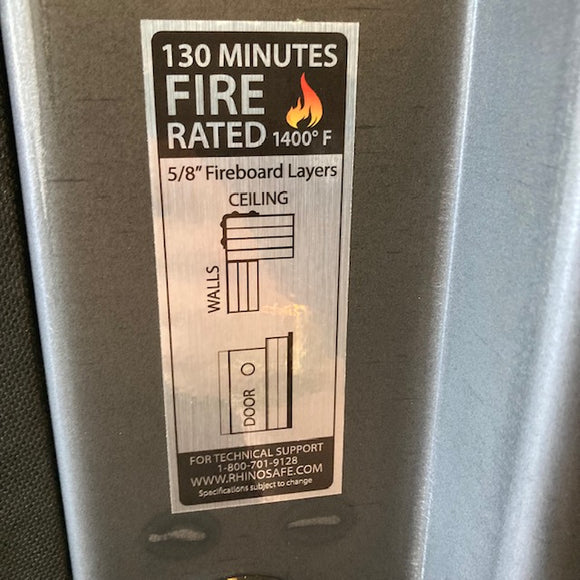 130 MINUTES
FIRE
RATED 1400° F
5/8" Fireboard Layers
CEILING
WALLS
DOOR
FOR TECHNICAL SUPPORT
1-800-701-9128
WWW.RHINOSAFE.COM
Specifications subject to change